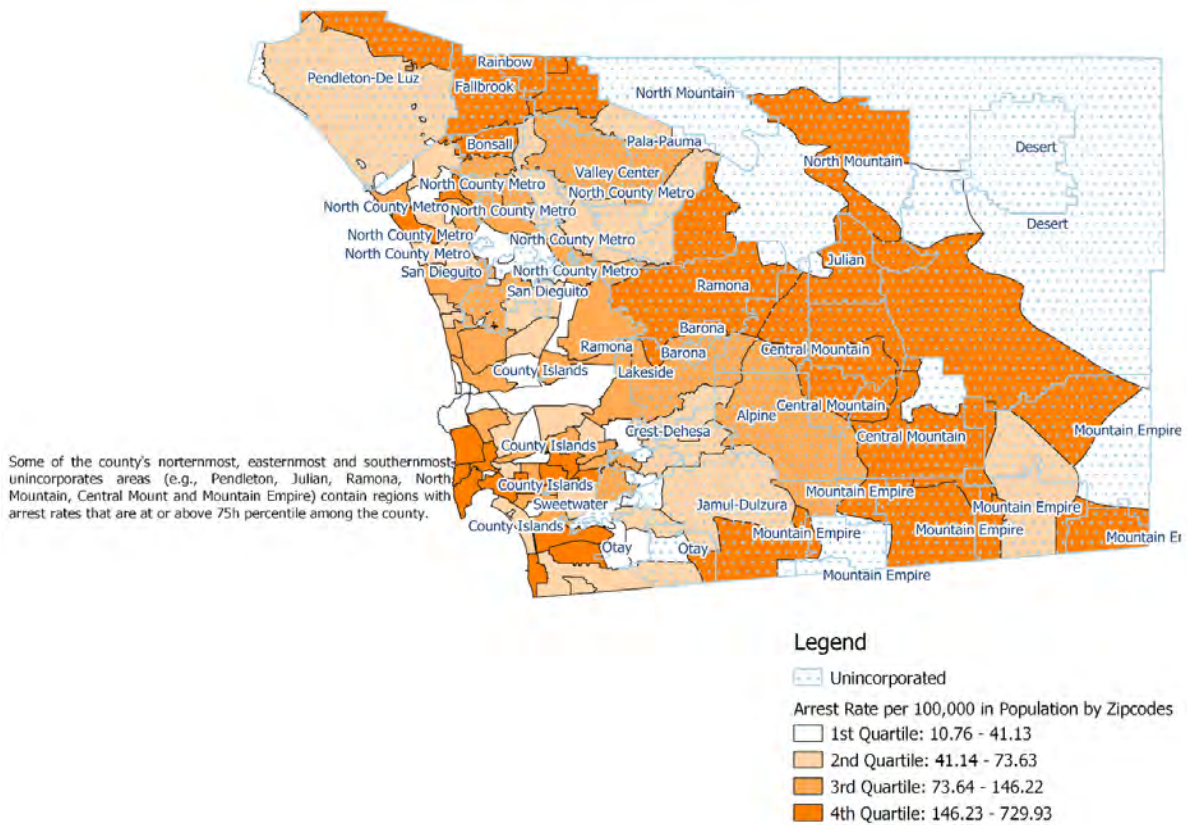 Rainbow
Pendleton-De Luz
Fallbrook
North Mountain
Bonsall
Pala-Pauma
Desert
North Mountain
Valley Center
North County Metro
North County Metro
North County Metro
North County Metro
Desert
North County Metro
North County Metro
North County Metro
Julian
San Dieguito
North County Metro
Ramona
San Dieguito
Barona
Ramona
Barona
Central Mountain
County Islands
Lakeside
Central Mountain
Alpine
Crest-Dehesa
Mountain Empire
Central Mountain
County Islands
Some of the county's norternmost, easternmost and southernmost
unincorporates areas (e.g., Pendleton, Julian, Ramona, North
Mountain, Central Mount and Mountain Empire) contain regions with
arrest rates that are at or above 75h percentile among the county.
County Islands
Mountain Empire
Sweetwater
Jamul-Dulzura
Mountain Empire
County Islands
Mountain Empire
Mountain Empire
Mountain Er
Otay
Otay
Mountain Empire
Legend
Unincorporated
Arrest Rate per 100,000 in Population by Zipcodes
1st Quartile: 10.76 - 41.13
2nd Quartile: 41.14 - 73.63
3rd Quartile: 73.64 - 146.22
4th Quartile: 146.23 - 729.93